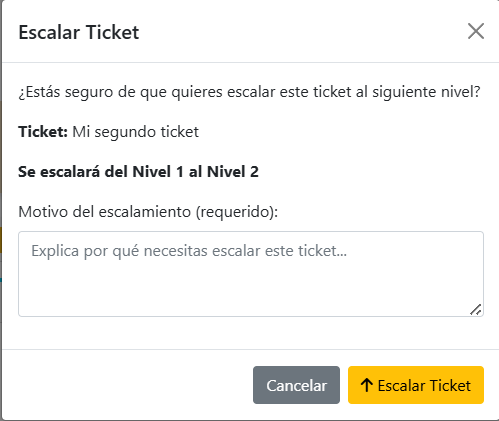 Escalar Ticket
¿Estás seguro de que quieres escalar este ticket al siguiente nivel?
Ticket: Mi segundo ticket
Se escalará del Nivel 1 al Nivel 2
Motivo del escalamiento (requerido):
Explica por qué necesitas escalar este ticket...
Cancelar
Escalar Ticket